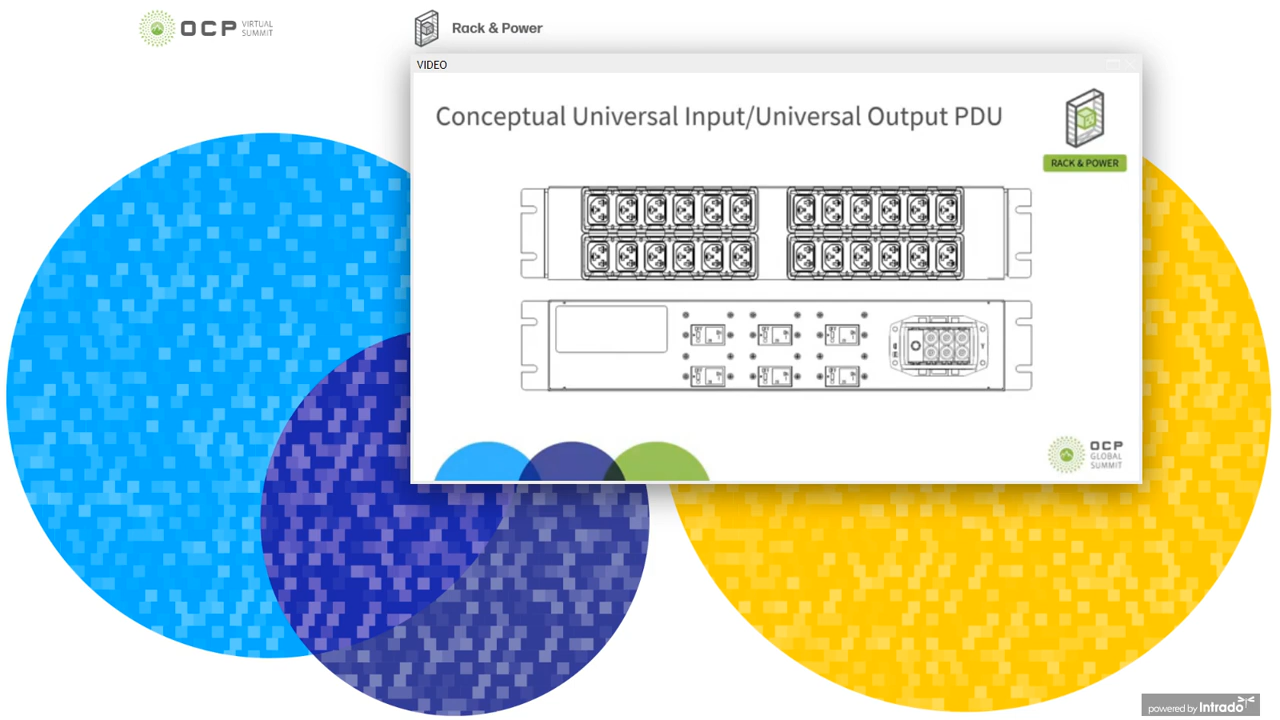 OCP VIRTUAL
SUMMIT
Rack & Power
VIDEO
Conceptual Universal Input/Universal Output PDU
RACK & POWER
OCP
GLOBAL
SUMMIT
powered by Intrado